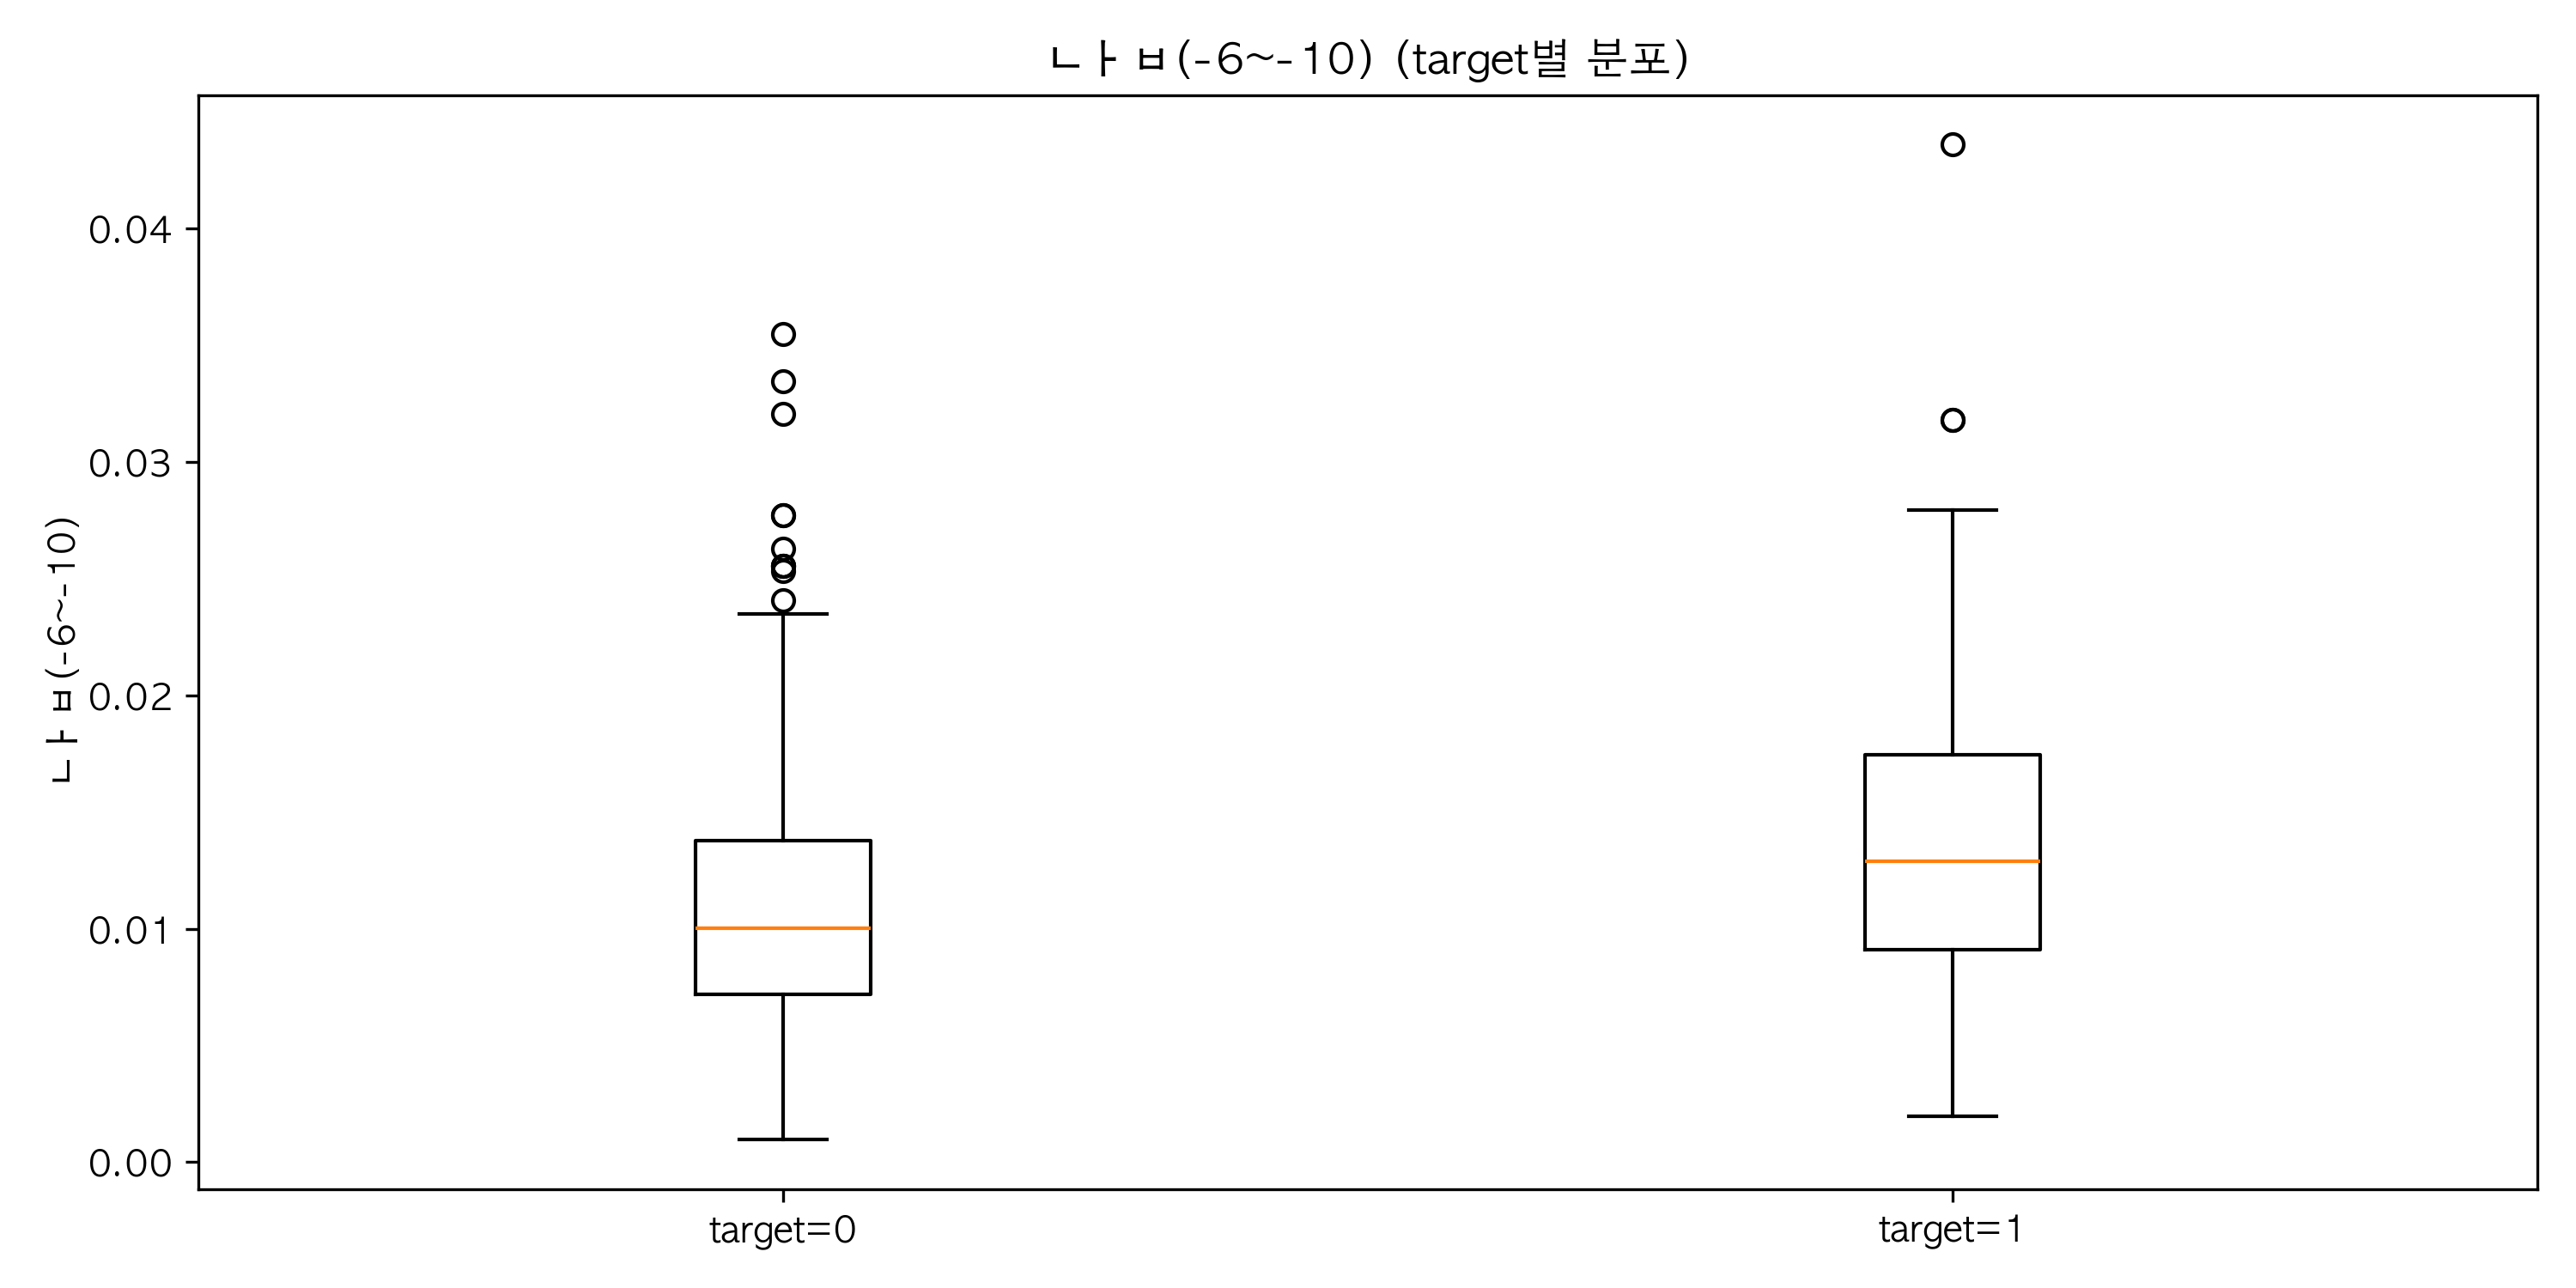 ㄴㅏㅂ(-6~-10) (target별 분포)
ㄴㅏㅂ(-6~-10)
0.04
0.03
0.02
0.01
0.00
target=0 target=1